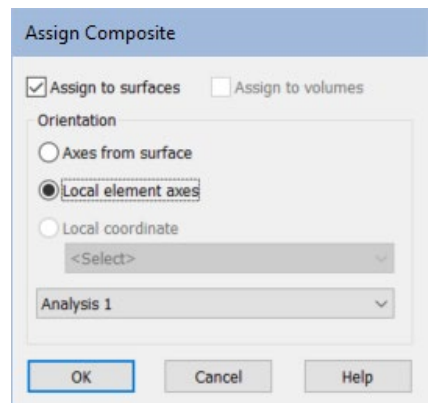 Assign Composite
Assign to surfaces Assign to volumes
Orientation
Axes from surface
Local element axes
Local coordinate
<Select>
Analysis 1
OK Cancel Help